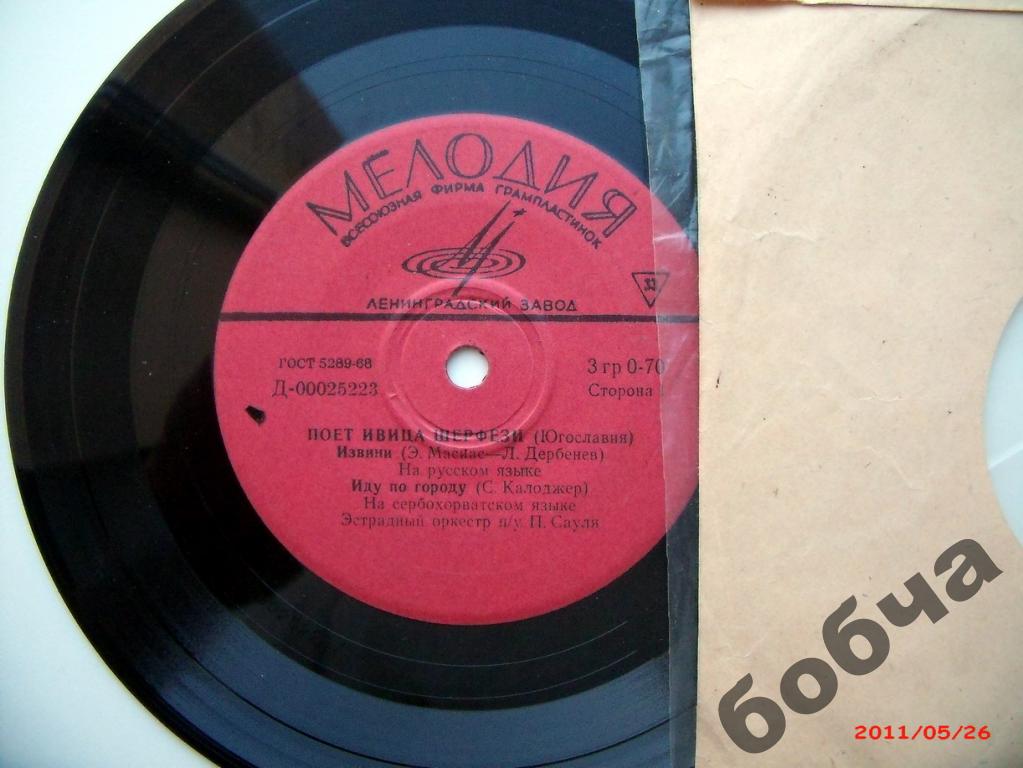 МЕЛОДИЯ
ВСЕСОЮЗНАЯ ФИРМА ГРАМПЛАСТИНОК
ЛЕНИНГРАДСКИЙ ЗАВОД
33
ГОСТ 5289-68
3 гр 0-70
Д-00025223
Сторона 1
ПОЕТ ИВИЦА ШЕРФЕЗИ (Югославия)
Извини (Э. Масиас—Л. Дербенев)
На русском языке
Иду по городу (С. Калоджер)
На сербохорватском языке
Эстрадный оркестр п/у П. Сауля
бобча
2011/05/26